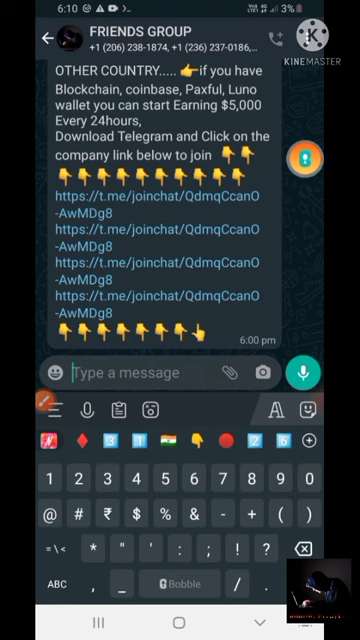 6:10
3%
FRIENDS GROUP
+1 (206) 238-1874, +1 (236) 237-0186,...
KINEMASTER
OTHER COUNTRY..... 👉if you have
Blockchain, coinbase, Paxful, Luno
wallet you can start Earning $5,000
Every 24hours,
Download Telegram and Click on the
company link below to join 👇👇
👇👇👇👇👇👇👇👇👇👇
https://t.me/joinchat/QdmqCcanO
-AwMDg8
https://t.me/joinchat/QdmqCcanO
-AwMDg8
https://t.me/joinchat/QdmqCcanO
-AwMDg8
https://t.me/joinchat/QdmqCcanO
-AwMDg8
👇👇👇👇👇👇👇👆
6:00 pm
Type a message
1 2 3 4 5 6 7 8 9 0
@ # ₹ $ % & - + ( )
=\< * " ' : ; ! ?
ABC , _ Bobble / .